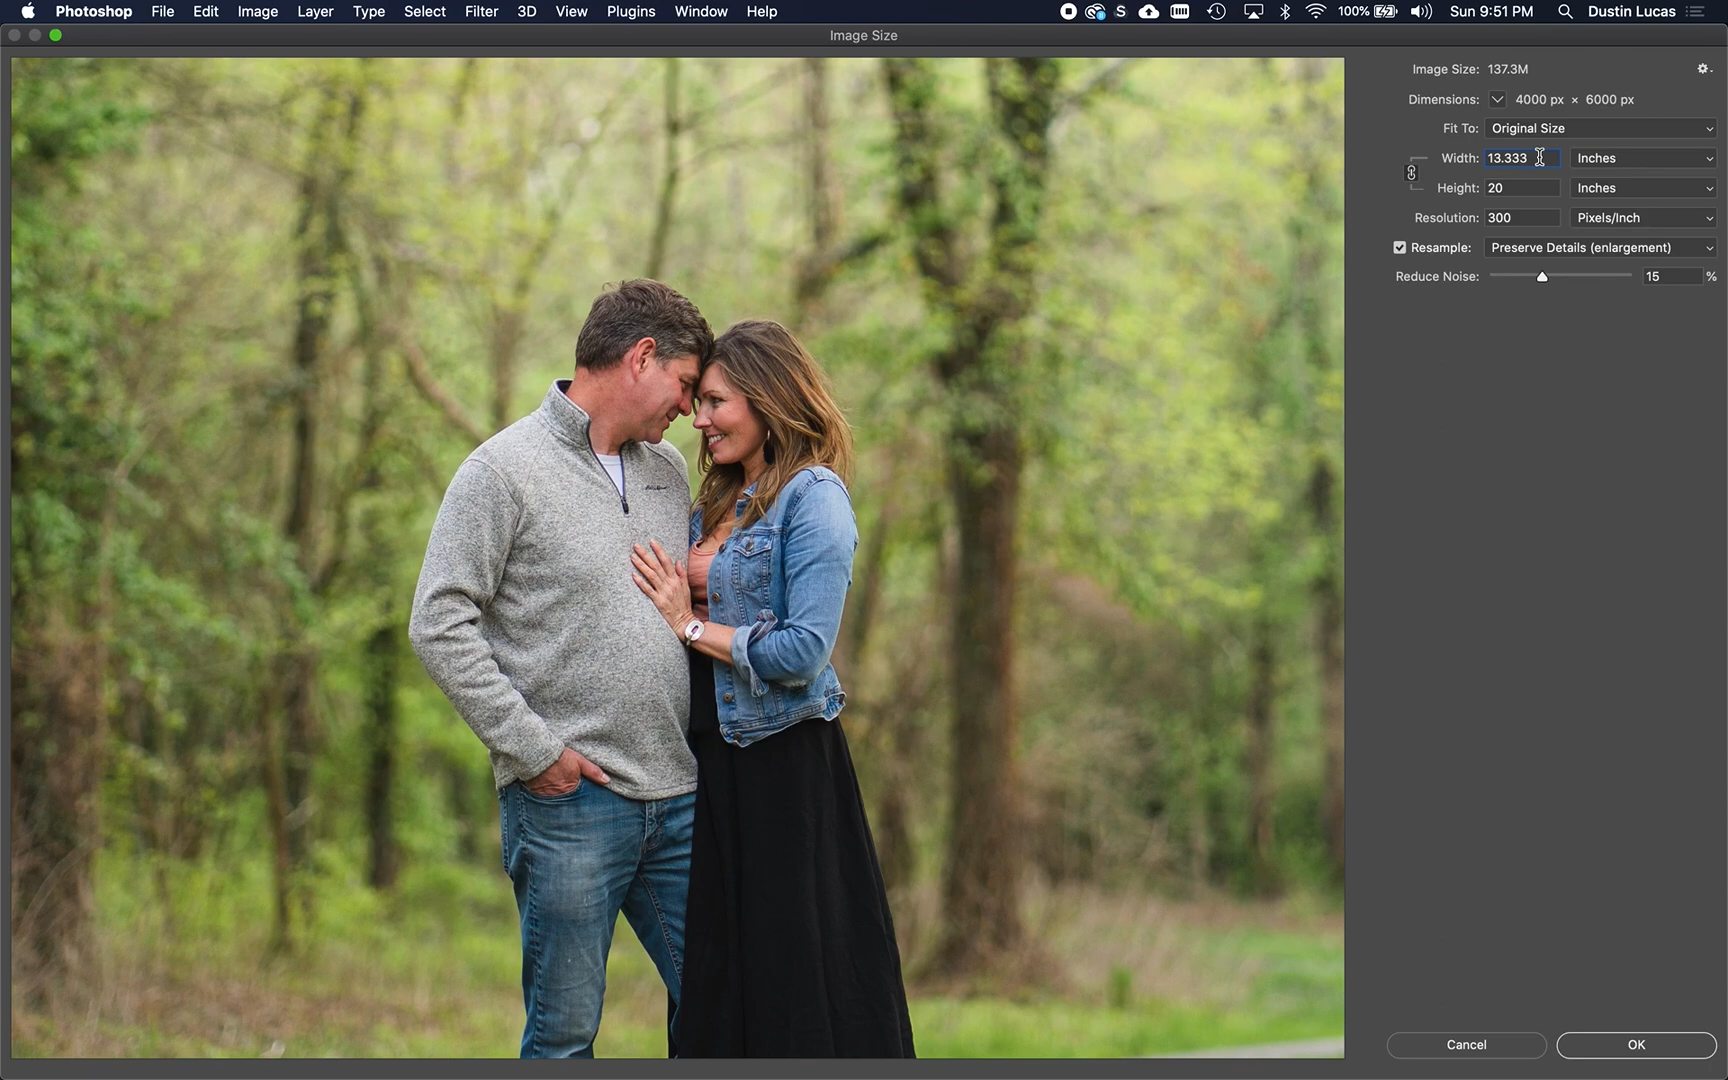 Photoshop File Edit Image Layer Type Select Filter 3D View Plugins Window Help S 100% Sun 9:51 PM Dustin Lucas
Image Size
Image Size: 137.3M
Dimensions: 4000 px × 6000 px
Fit To: Original Size
Width: 13.333 Inches
Height: 20 Inches
Resolution: 300 Pixels/Inch
Resample: Preserve Details (enlargement)
Reduce Noise: 15 %
Cancel OK